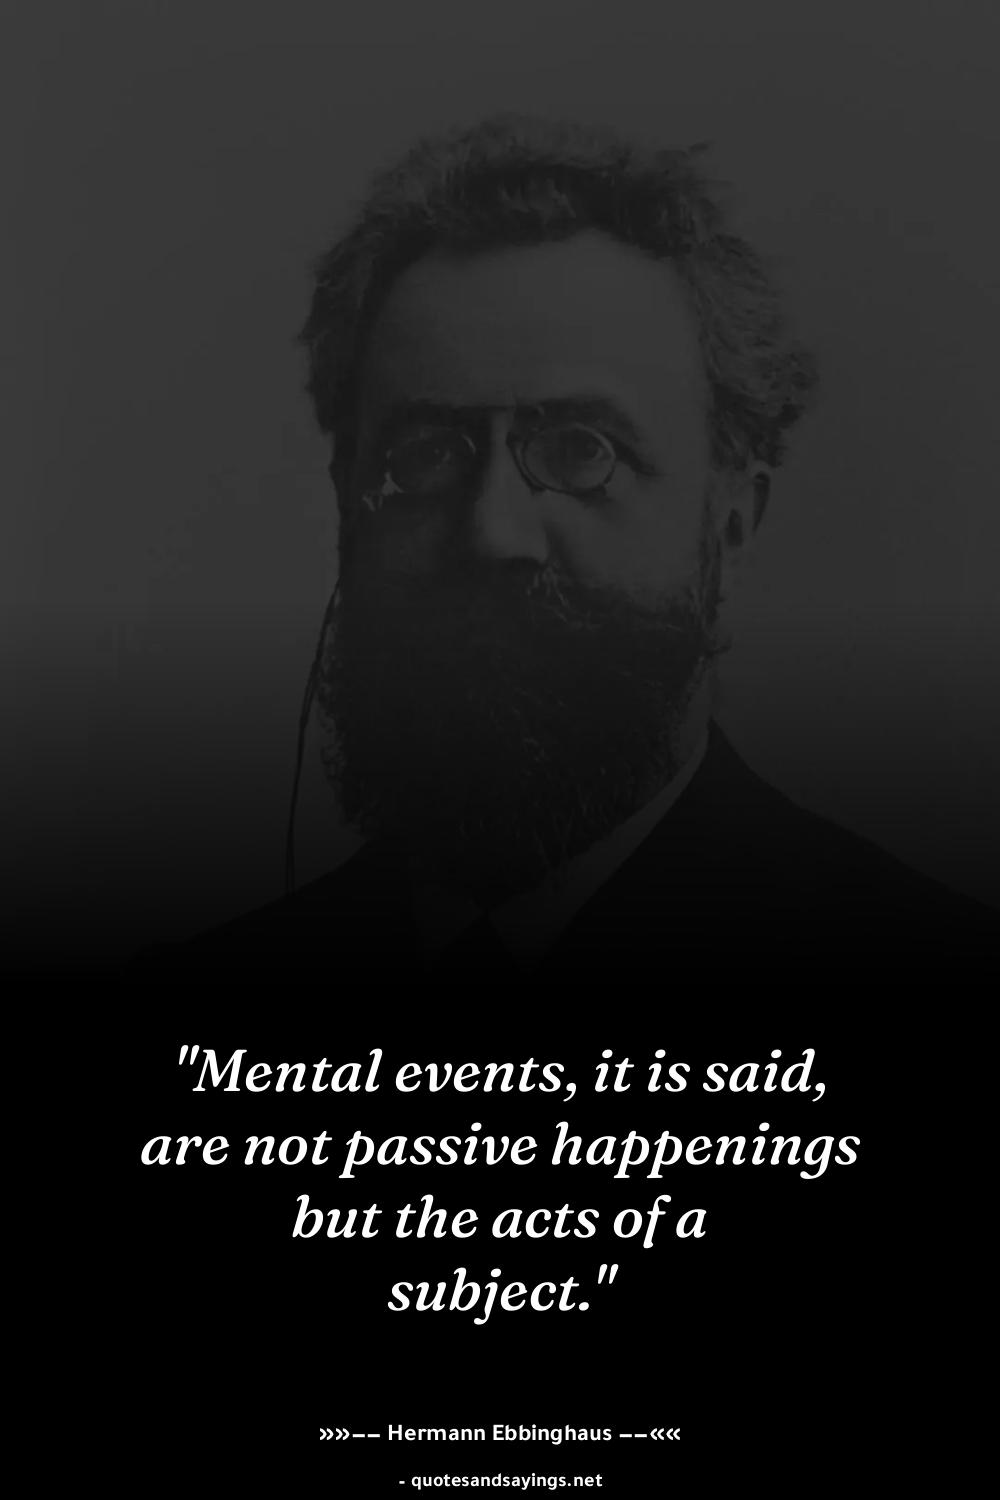 "Mental events, it is said,
are not passive happenings
but the acts of a
subject."
»»−− Hermann Ebbinghaus −−««
- quotesandsayings.net